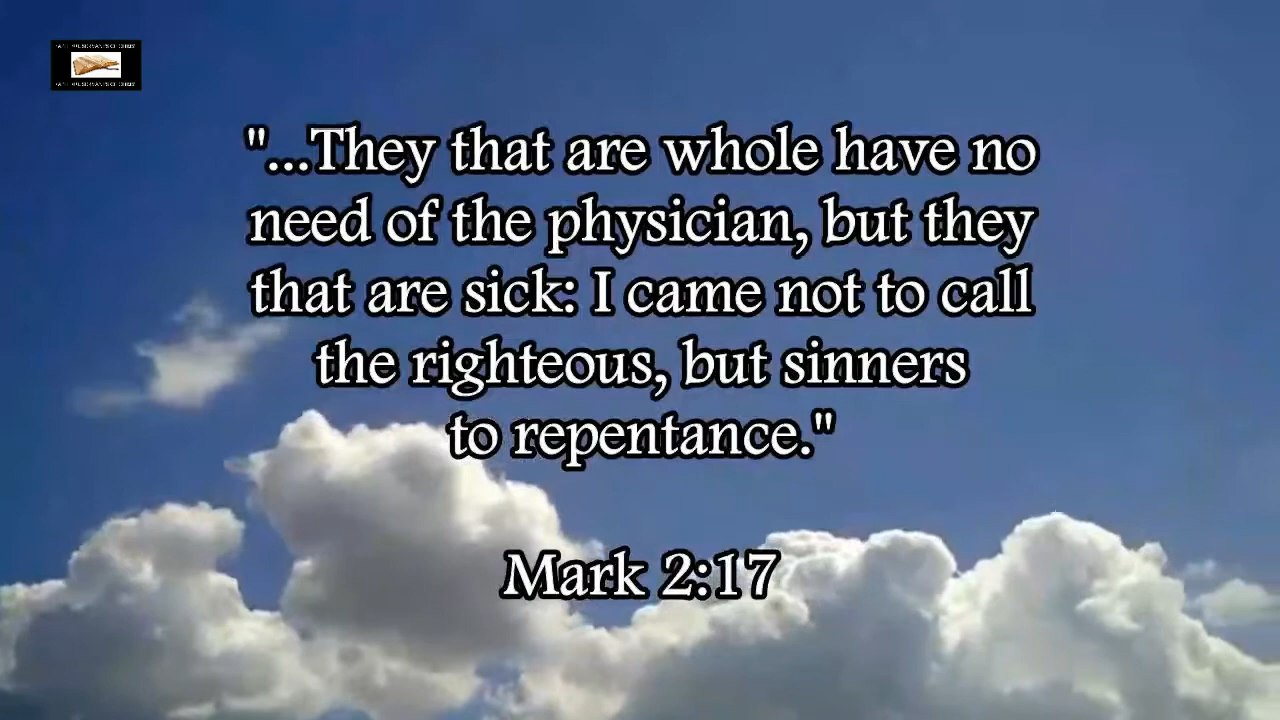 "...They that are whole have no
need of the physician, but they
that are sick: I came not to call
the righteous, but sinners
to repentance."
Mark 2:17